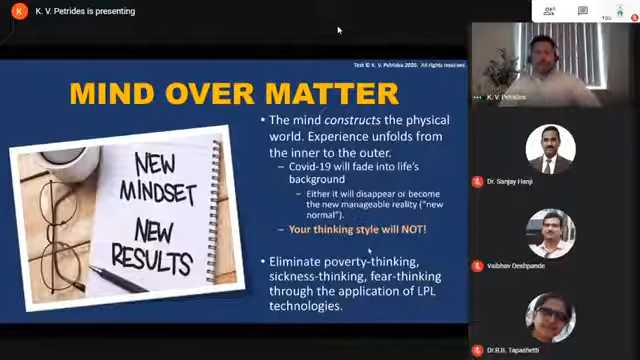 K
K. V. Petrides is presenting
YOU
Text © K. V. Petrides 2020. All rights reserved.
MIND OVER MATTER
NEW
MINDSET
NEW
RESULTS
• The mind constructs the physical
world. Experience unfolds from
the inner to the outer.
– Covid-19 will fade into life's
background
• Either it will disappear or become
the new manageable reality ("new
normal").
– Your thinking style will NOT!
• Eliminate poverty-thinking,
sickness-thinking, fear-thinking
through the application of LPL
technologies.
K. V. Petrides
Dr. Sanjay Hanji
Vaibhav Deshpande
Dr.R.B. Tapashetti